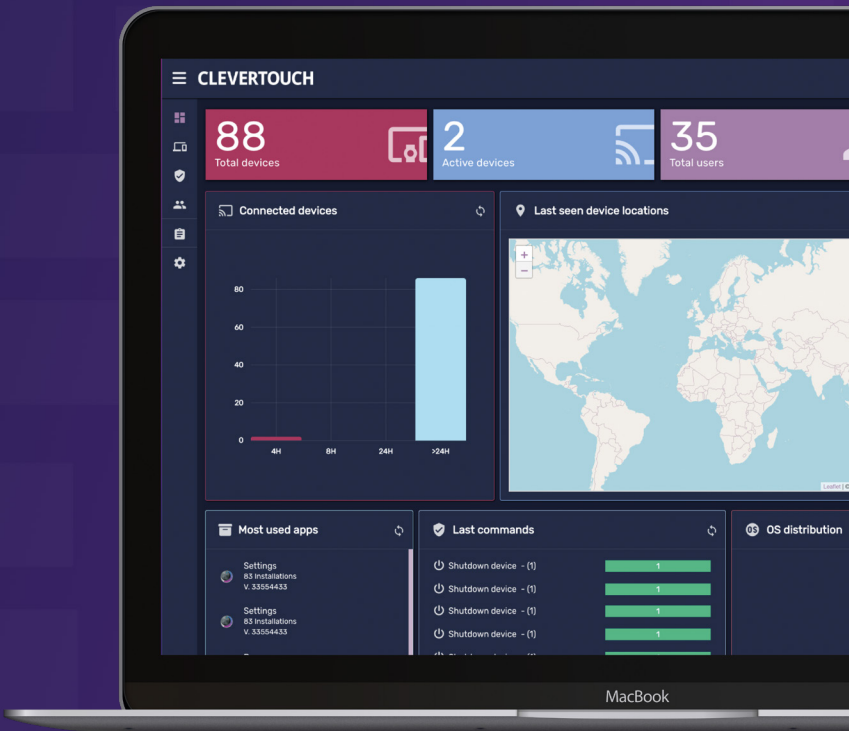 CLEVERTOUCH
88
Total devices
2
Active devices
35
Total users
Connected devices
80
60
40
20
0
4H
8H
24H
>24H
Last seen device locations
+
−
Leaflet | ©
Most used apps
Settings
83 Installations
V. 33554433
Settings
83 Installations
V. 33554433
Last commands
Shutdown device - (1)
1
Shutdown device - (1)
1
Shutdown device - (1)
1
Shutdown device - (1)
1
OS
OS distribution
MacBook